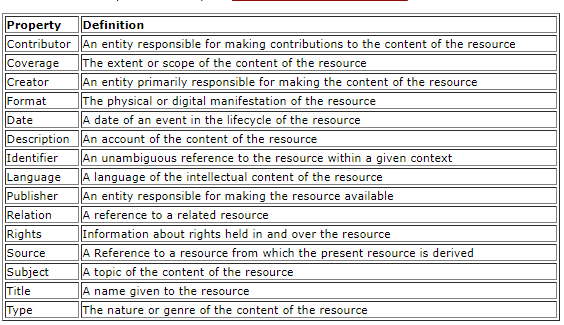 Property Definition
Contributor An entity responsible for making contributions to the content of the resource
Coverage The extent or scope of the content of the resource
Creator An entity primarily responsible for making the content of the resource
Format The physical or digital manifestation of the resource
Date A date of an event in the lifecycle of the resource
Description An account of the content of the resource
Identifier An unambiguous reference to the resource within a given context
Language A language of the intellectual content of the resource
Publisher An entity responsible for making the resource available
Relation A reference to a related resource
Rights Information about rights held in and over the resource
Source A Reference to a resource from which the present resource is derived
Subject A topic of the content of the resource
Title A name given to the resource
Type The nature or genre of the content of the resource